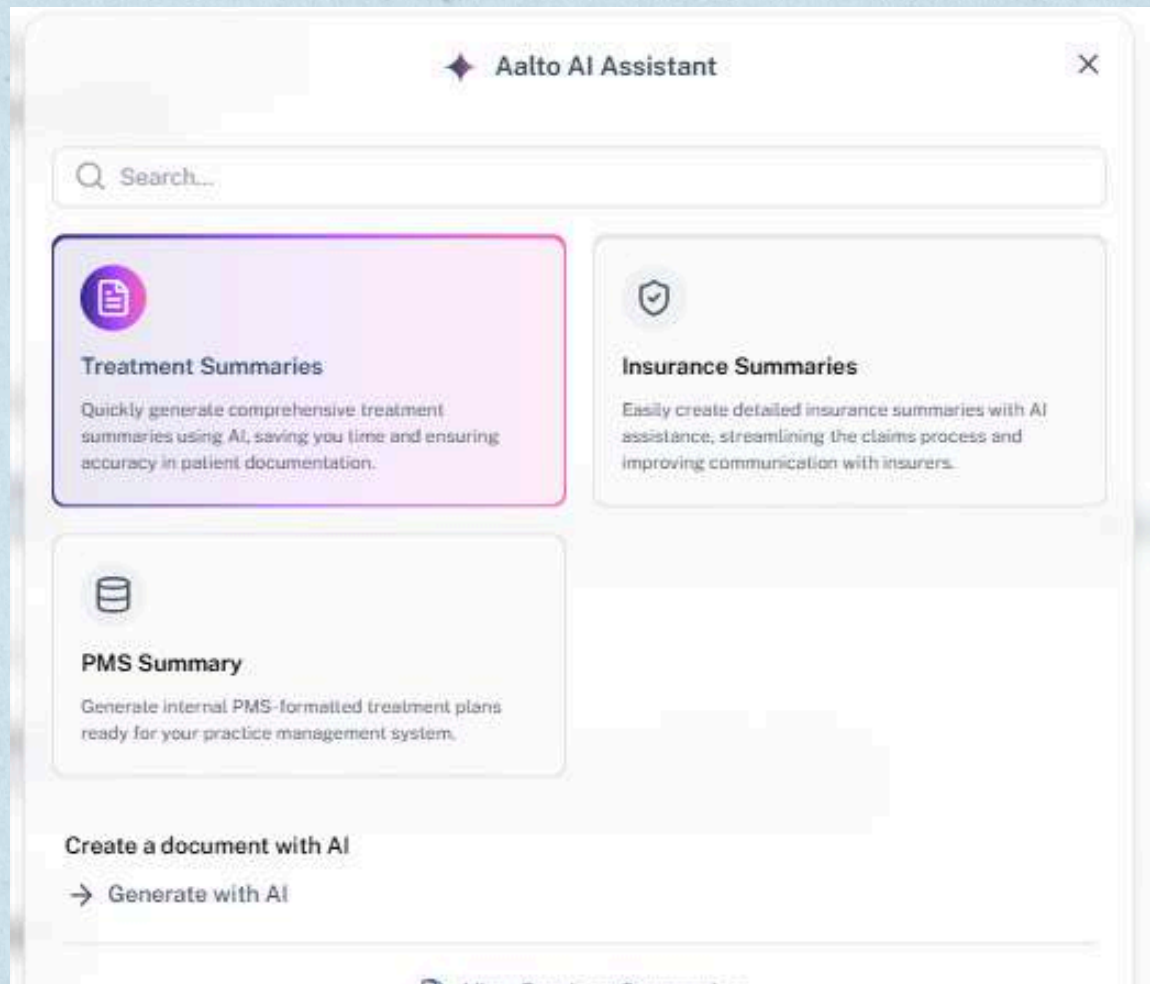 Aalto AI Assistant
Search...
Treatment Summaries
Quickly generate comprehensive treatment
summaries using AI, saving you time and ensuring
accuracy in patient documentation.
Insurance Summaries
Easily create detailed insurance summaries with AI
assistance, streamlining the claims process and
improving communication with insurers.
PMS Summary
Generate internal PMS-formatted treatment plans
ready for your practice management system.
Create a document with AI
Generate with AI